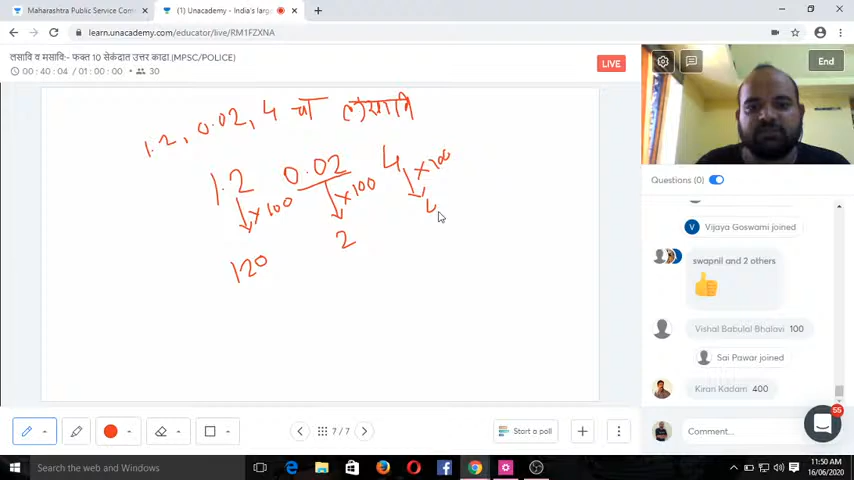 Maharashtra Public Service Com
(1) Unacademy - India's large
learn.unacademy.com/educator/live/RM1FZXNA
लसावि व मसावि:- फक्त 10 सेकंदात उत्तर काढा.(MPSC/POLICE)
00 : 40 : 04 / 01 : 00 : 00 30
LIVE
End
1.2, 0.02, 4 चा लसावि
1.2 0.02 4
×100 ×100 ×100
120 2
Questions (0)
V Vijaya Goswami joined
swapnil and 2 others
Vishal Babulal Bhalavi 100
Sai Pawar joined
Kiran Kadam 400
55
7 / 7
Start a poll
Comment...
Search the web and Windows
11:50 AM
16/06/2020